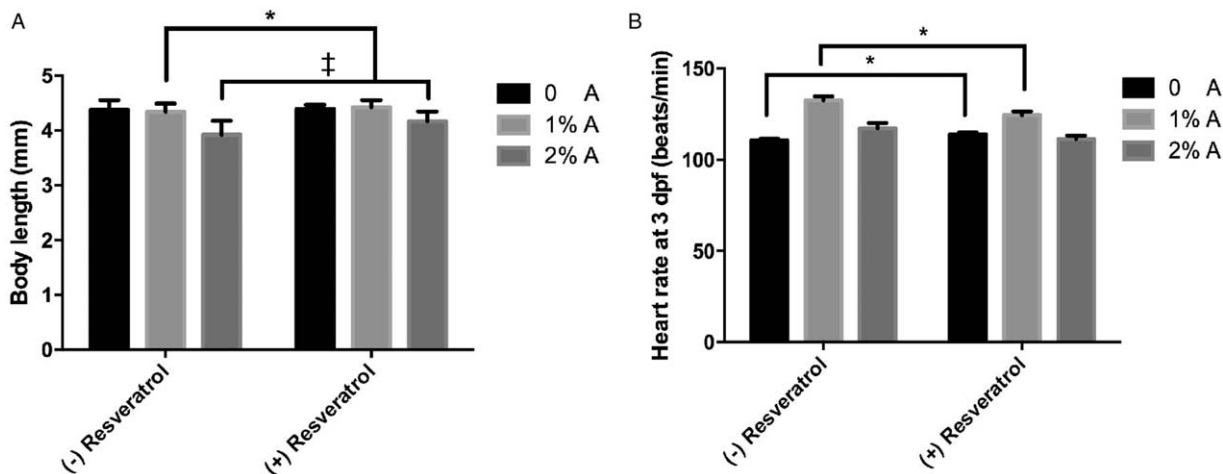 A
*
‡
Body length (mm)
5
4
3
2
1
0
(-) Resveratrol
(+) Resveratrol
0 A
1% A
2% A
B
*
*
Heart rate at 3 dpf (beats/min)
150
100
50
0
(-) Resveratrol
(+) Resveratrol
0 A
1% A
2% A